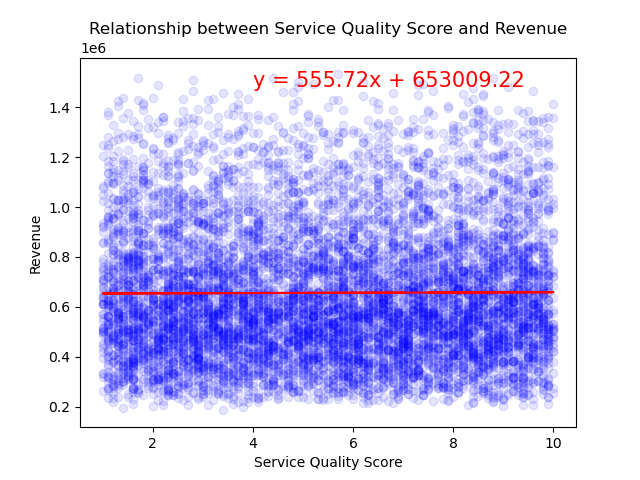 Relationship between Service Quality Score and Revenue
1e6
y = 555.72x + 653009.22
1.4
1.2
1.0
0.8
0.6
0.4
0.2
Revenue
2 4 6 8 10
Service Quality Score